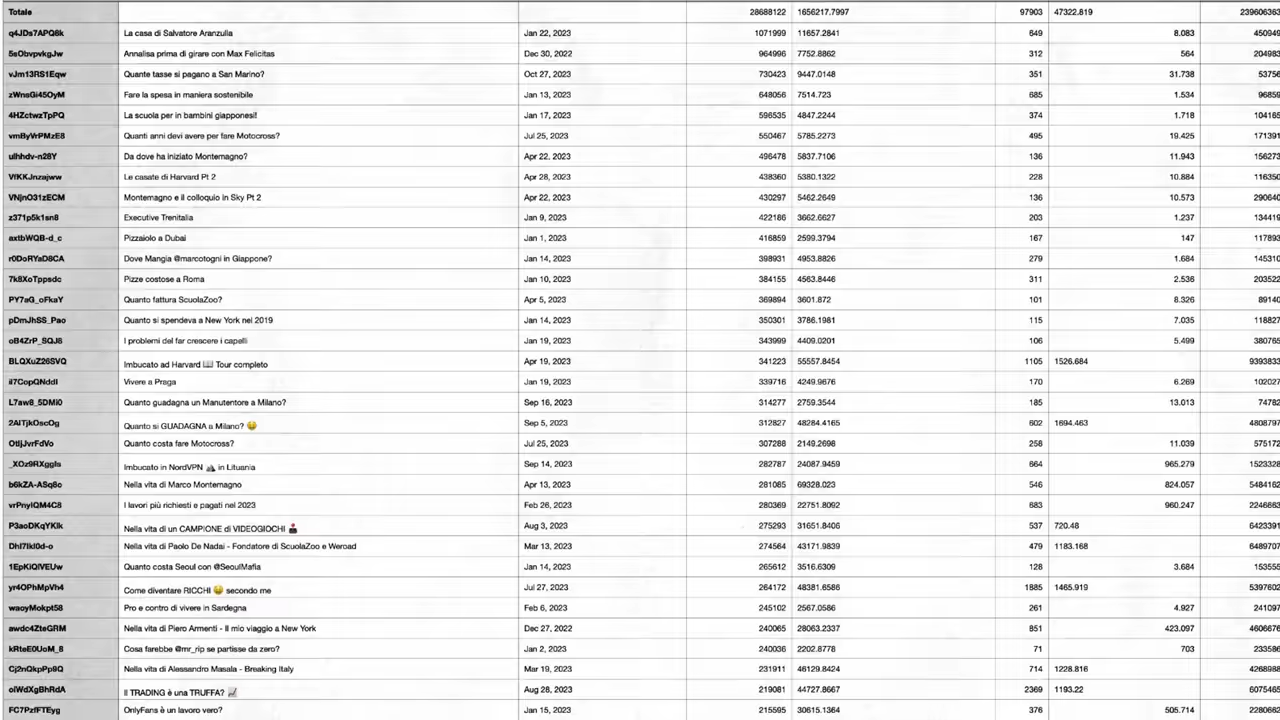 Totale 28688122 1656217.7997 97903 47322.819 239606363
q4JDs7APQ8k La casa di Salvatore Aranzulla Jan 22, 2023 1071999 11657.2841 649 8.083 450949
5sObvpvkgJw Annalisa prima di girare con Max Felicitas Dec 30, 2022 964996 7752.8862 312 564 204983
vJm13RS1Eqw Quante tasse si pagano a San Marino? Oct 27, 2023 730423 9447.0148 351 31.738 53756
zWnsGi45OyM Fare la spesa in maniera sostenibile Jan 13, 2023 648056 7514.723 685 1.534 96859
4HZctwzTpPQ La scuola per in bambini giapponesi! Jan 17, 2023 596535 4847.2244 374 1.718 104165
vmByVrPMzE8 Quanti anni devi avere per fare Motocross? Jul 25, 2023 550467 5785.2273 495 19.425 171391
ulhhdv-n28Y Da dove ha iniziato Montemagno? Apr 22, 2023 496478 5837.7106 136 11.943 156273
VfKKJnzajww Le casate di Harvard Pt 2 Apr 28, 2023 438360 5380.1322 228 10.884 116350
VNjnO31zECM Montemagno e il colloquio in Sky Pt 2 Apr 22, 2023 430297 5462.2649 136 10.573 290640
z371p5k1sn8 Executive Trenitalia Jan 9, 2023 422186 3662.6627 203 1.237 134419
axtbWQB-d_c Pizzaiolo a Dubai Jan 1, 2023 416859 2599.3794 167 147 117893
r0DoRYaD8CA Dove Mangia @marcotogni in Giappone? Jan 14, 2023 398931 4953.8826 279 1.684 145310
7k8XoTppsdc Pizze costose a Roma Jan 10, 2023 384155 4563.8446 311 2.536 203522
PY7aG_oFkaY Quanto fattura ScuolaZoo? Apr 5, 2023 369894 3601.872 101 8.326 89140
pDmJhSS_Pao Quanto si spendeva a New York nel 2019 Jan 14, 2023 350301 3786.1981 115 7.035 118827
oB4ZrP_SQJ8 I problemi del far crescere i capelli Jan 19, 2023 343999 4409.0201 106 5.499 380765
BLQXuZ26SVQ Imbucato ad Harvard 📖 Tour completo Apr 19, 2023 341223 55557.8454 1105 1526.684 9393833
il7CopQNddI Vivere a Praga Jan 19, 2023 339716 4249.9676 170 6.269 102027
L7aw8_5DMi0 Quanto guadagna un Manutentore a Milano? Sep 16, 2023 314277 2759.3544 185 13.013 74782
2AITjkOscOg Quanto si GUADAGNA a Milano? 🤑 Sep 5, 2023 312827 48284.4165 602 1694.463 4808797
OtIjJvrFdVo Quanto costa fare Motocross? Jul 25, 2023 307288 2149.2698 258 11.039 575172
_XOz9RXggIs Imbucato in NordVPN 🏔 in Lituania Sep 14, 2023 282787 24087.9459 664 965.279 1523328
b6kZA-ASq8o Nella vita di Marco Montemagno Apr 13, 2023 281085 69328.023 546 824.057 5484162
vrPnyIQM4C8 I lavori più richiesti e pagati nel 2023 Feb 26, 2023 280369 22751.8092 683 960.247 2246863
P3aoDKqYKIk Nella vita di un CAMPIONE di VIDEOGIOCHI 🕹 Aug 3, 2023 275293 31651.8406 537 720.48 6423391
DhI7lkl0d-o Nella vita di Paolo De Nadai - Fondatore di ScuolaZoo e Weroad Mar 13, 2023 274564 43171.9839 479 1183.168 6489707
1EpKiQIVEUw Quanto costa Seoul con @SeoulMafia Jan 14, 2023 265612 3516.6309 128 3.684 153555
yr4OPhMpVh4 Come diventare RICCHI 🤑 secondo me Jul 27, 2023 264172 48381.6586 1885 1465.919 5397602
waoyMokpt58 Pro e contro di vivere in Sardegna Feb 6, 2023 245102 2567.0586 261 4.927 241097
awdc4ZteGRM Nella vita di Piero Armenti - Il mio viaggio a New York Dec 27, 2022 240065 28063.2337 851 423.097 4606676
kRteE0UoM_8 Cosa farebbe @mr_rip se partisse da zero? Jan 2, 2023 240036 2202.8778 71 703 233586
Cj2nQkpPp9Q Nella vita di Alessandro Masala - Breaking Italy Mar 19, 2023 231911 46129.8424 714 1228.816 4268988
oiWdXgBhRdA Il TRADING è una TRUFFA? 📈 Aug 28, 2023 219081 44727.8667 2369 1193.22 6075465
FC7PzfFTEyg OnlyFans è un lavoro vero? Jan 15, 2023 215595 30615.1364 376 505.714 2280662